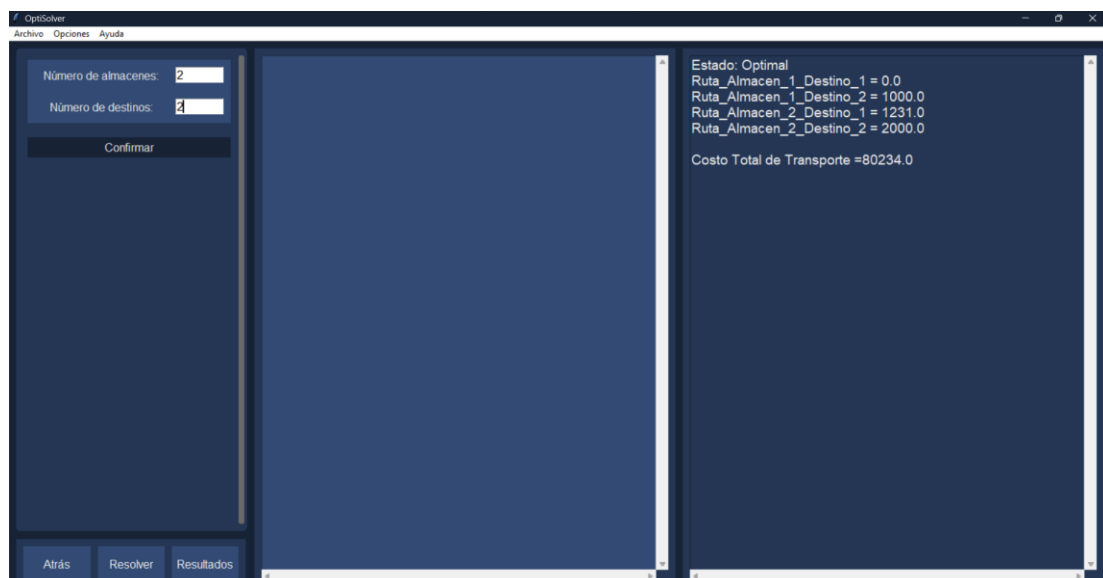 OptiSolver
Archivo Opciones Ayuda
Número de almacenes: 2
Número de destinos: 2
Confirmar
Atrás Resolver Resultados
Estado: Optimal
Ruta_Almacen_1_Destino_1 = 0.0
Ruta_Almacen_1_Destino_2 = 1000.0
Ruta_Almacen_2_Destino_1 = 1231.0
Ruta_Almacen_2_Destino_2 = 2000.0
Costo Total de Transporte =80234.0